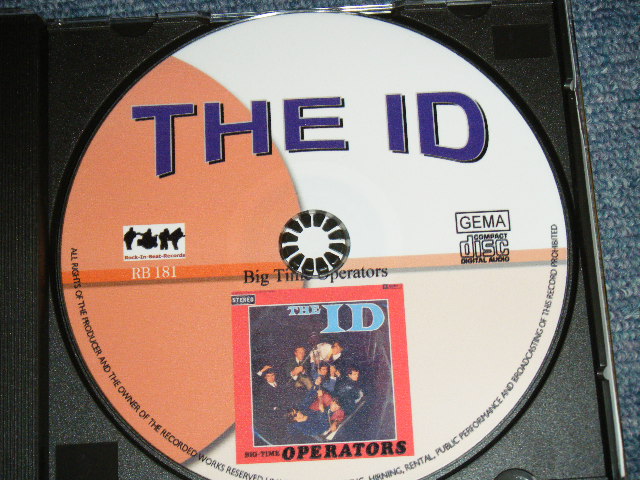 THE ID
Rock-In-Beat-Records
RB 181
GEMA
COMPACT
disc
DIGITAL AUDIO
Big Time Operators
STEREO
THE ID
BIG-TIME OPERATORS
ALL RIGHTS OF THE PRODUCER AND THE OWNER OF THE RECORDED WORKS RESERVED
HIENING, RENTAL, PUBLIC PERFORMANCE AND BROADCASTING OF THIS RECORD PROHIBITED